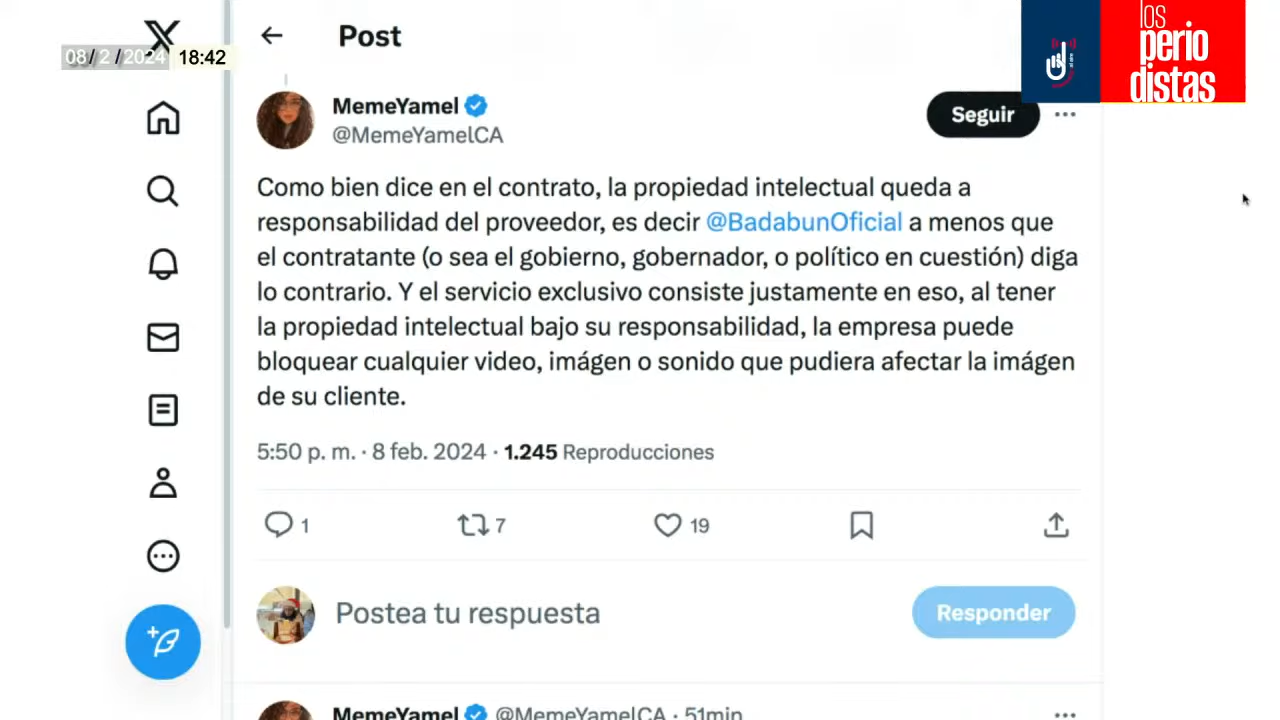 08/2/2024 18:42
Post
los
perio
distas
MemeYamel
@MemeYamelCA
Seguir
Como bien dice en el contrato, la propiedad intelectual queda a
responsabilidad del proveedor, es decir @BadabunOficial a menos que
el contratante (o sea el gobierno, gobernador, o político en cuestión) diga
lo contrario. Y el servicio exclusivo consiste justamente en eso, al tener
la propiedad intelectual bajo su responsabilidad, la empresa puede
bloquear cualquier video, imágen o sonido que pudiera afectar la imágen
de su cliente.
5:50 p. m. · 8 feb. 2024 · 1.245 Reproducciones
1 7 19
Postea tu respuesta
Responder
MemeYamel @MemeYamelCA · 51min